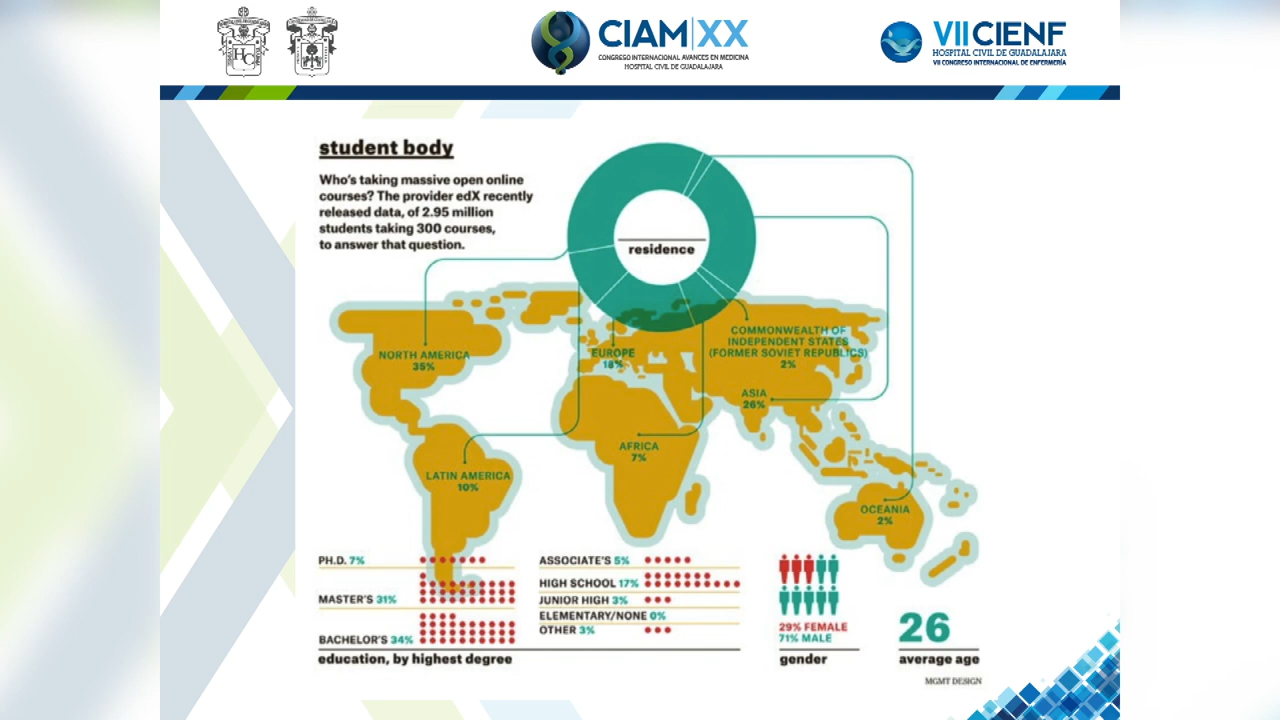 HC
CIAM|XX
CONGRESO INTERNACIONAL AVANCES EN MEDICINA
HOSPITAL CIVIL DE GUADALAJARA
VII CIENF
HOSPITAL CIVIL DE GUADALAJARA
VII CONGRESO INTERNACIONAL DE ENFERMERÍA
student body
Who's taking massive open online
courses? The provider edX recently
released data, of 2.95 million
students taking 300 courses,
to answer that question.
residence
NORTH AMERICA
35%
EUROPE
18%
COMMONWEALTH OF
INDEPENDENT STATES
(FORMER SOVIET REPUBLICS)
2%
ASIA
26%
AFRICA
7%
LATIN AMERICA
10%
OCEANIA
2%
PH.D. 7%
MASTER'S 31%
BACHELOR'S 34%
ASSOCIATE'S 5%
HIGH SCHOOL 17%
JUNIOR HIGH 3%
ELEMENTARY/NONE 0%
OTHER 3%
education, by highest degree
29% FEMALE
71% MALE
gender
26
average age
MGMT DESIGN